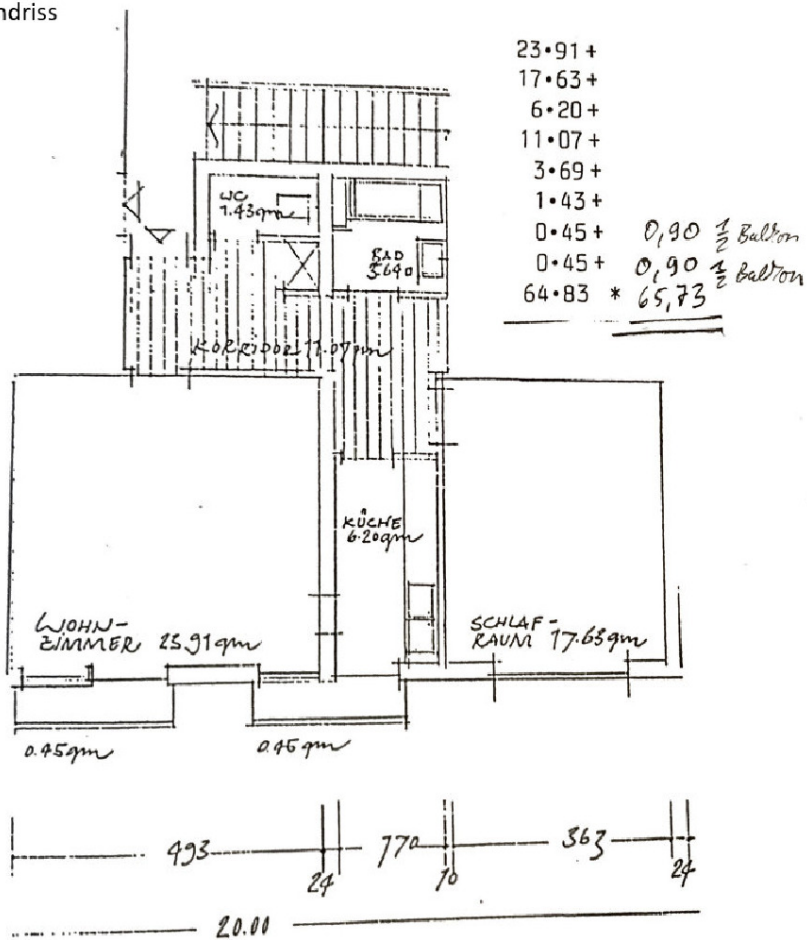 ndriss
23•91+
17•63+
6•20+
11•07+
3•69+
1•43+
0•45+ 0,90 ½ Balkon
0•45+ 0,90 ½ Balkon
64•83 * 65,73
WC
1.43qm
BAD
KORRIDOR 11.07qm
KÜCHE
6.20qm
WOHN-
ZIMMER 23.91qm
SCHLAF-
RAUM 17.63qm
0.45qm
0.45qm
493
170
363
24
10
24
20.00